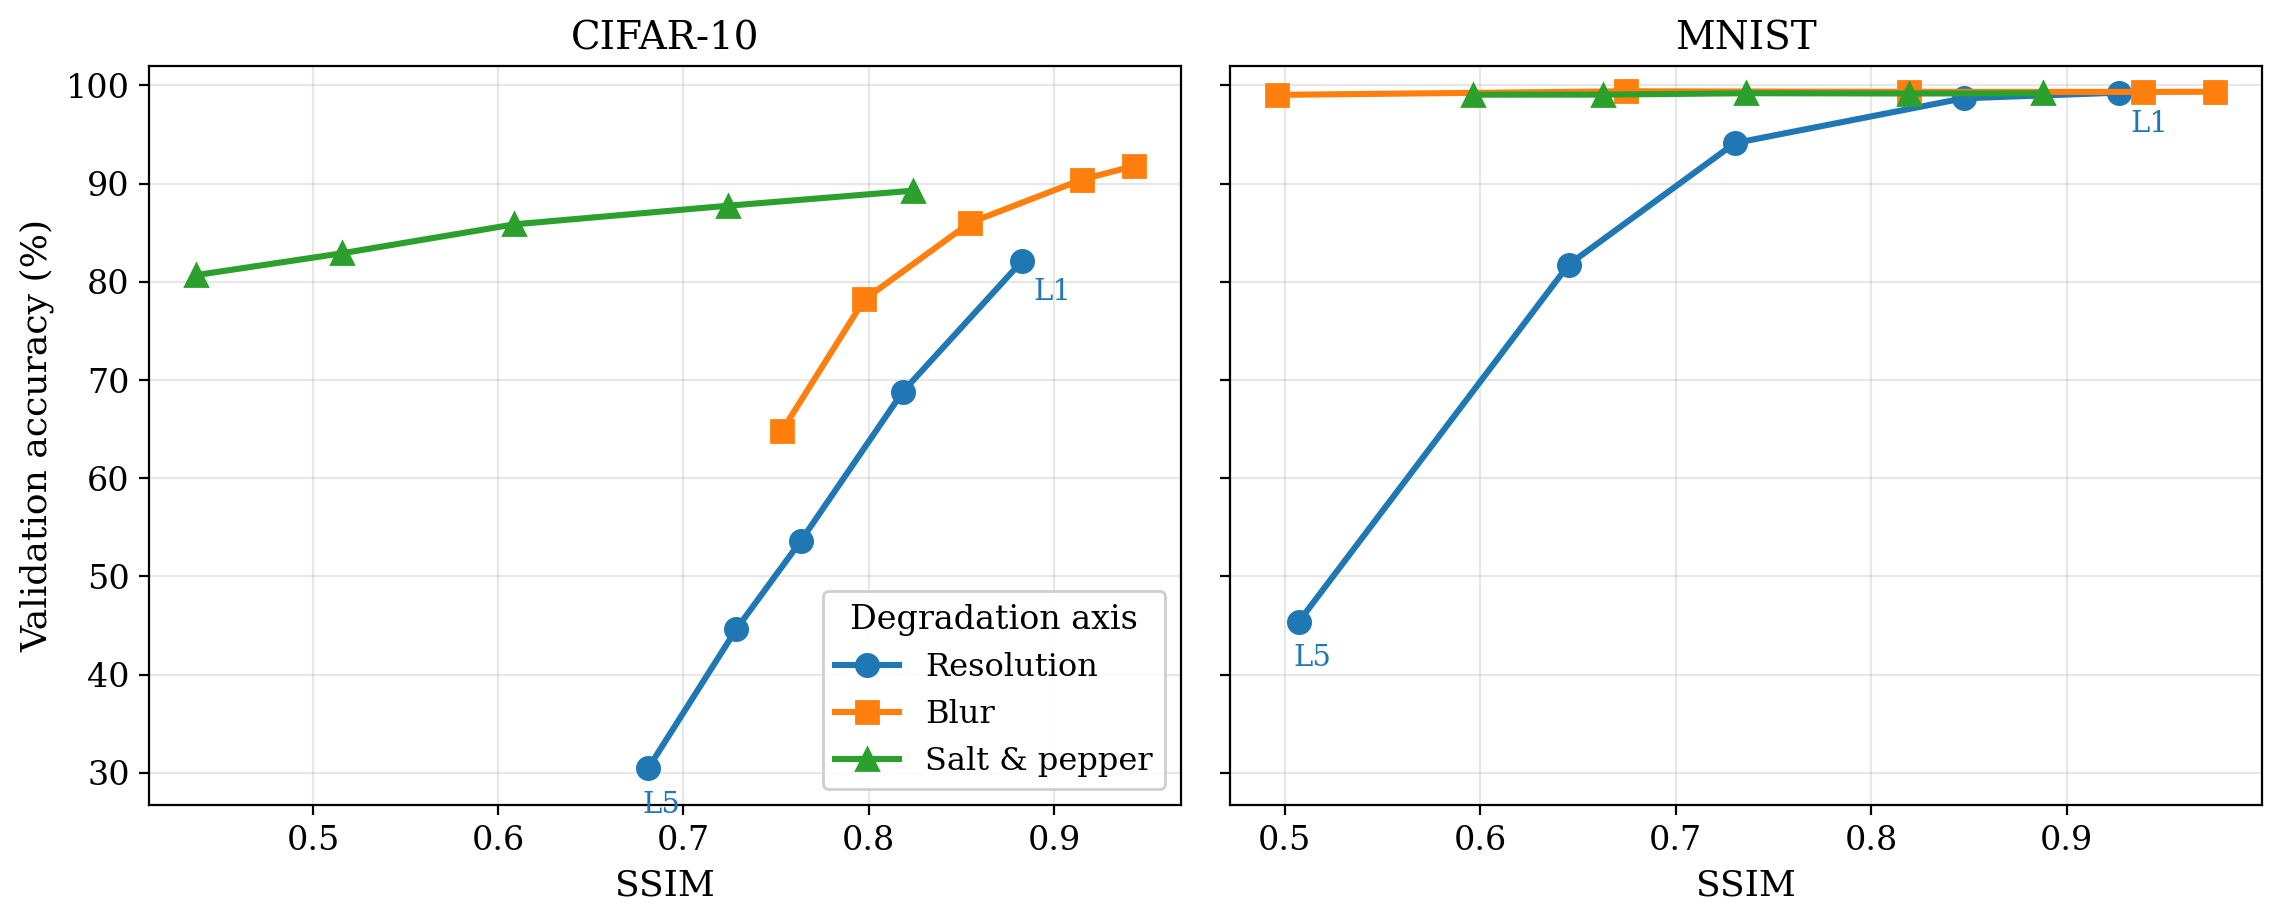 CIFAR-10
MNIST
Validation accuracy (%)
100
90
80
70
60
50
40
30
L1
L5
Degradation axis
Resolution
Blur
Salt & pepper
0.5 0.6 0.7 0.8 0.9
SSIM
L1
L5
0.5 0.6 0.7 0.8 0.9
SSIM